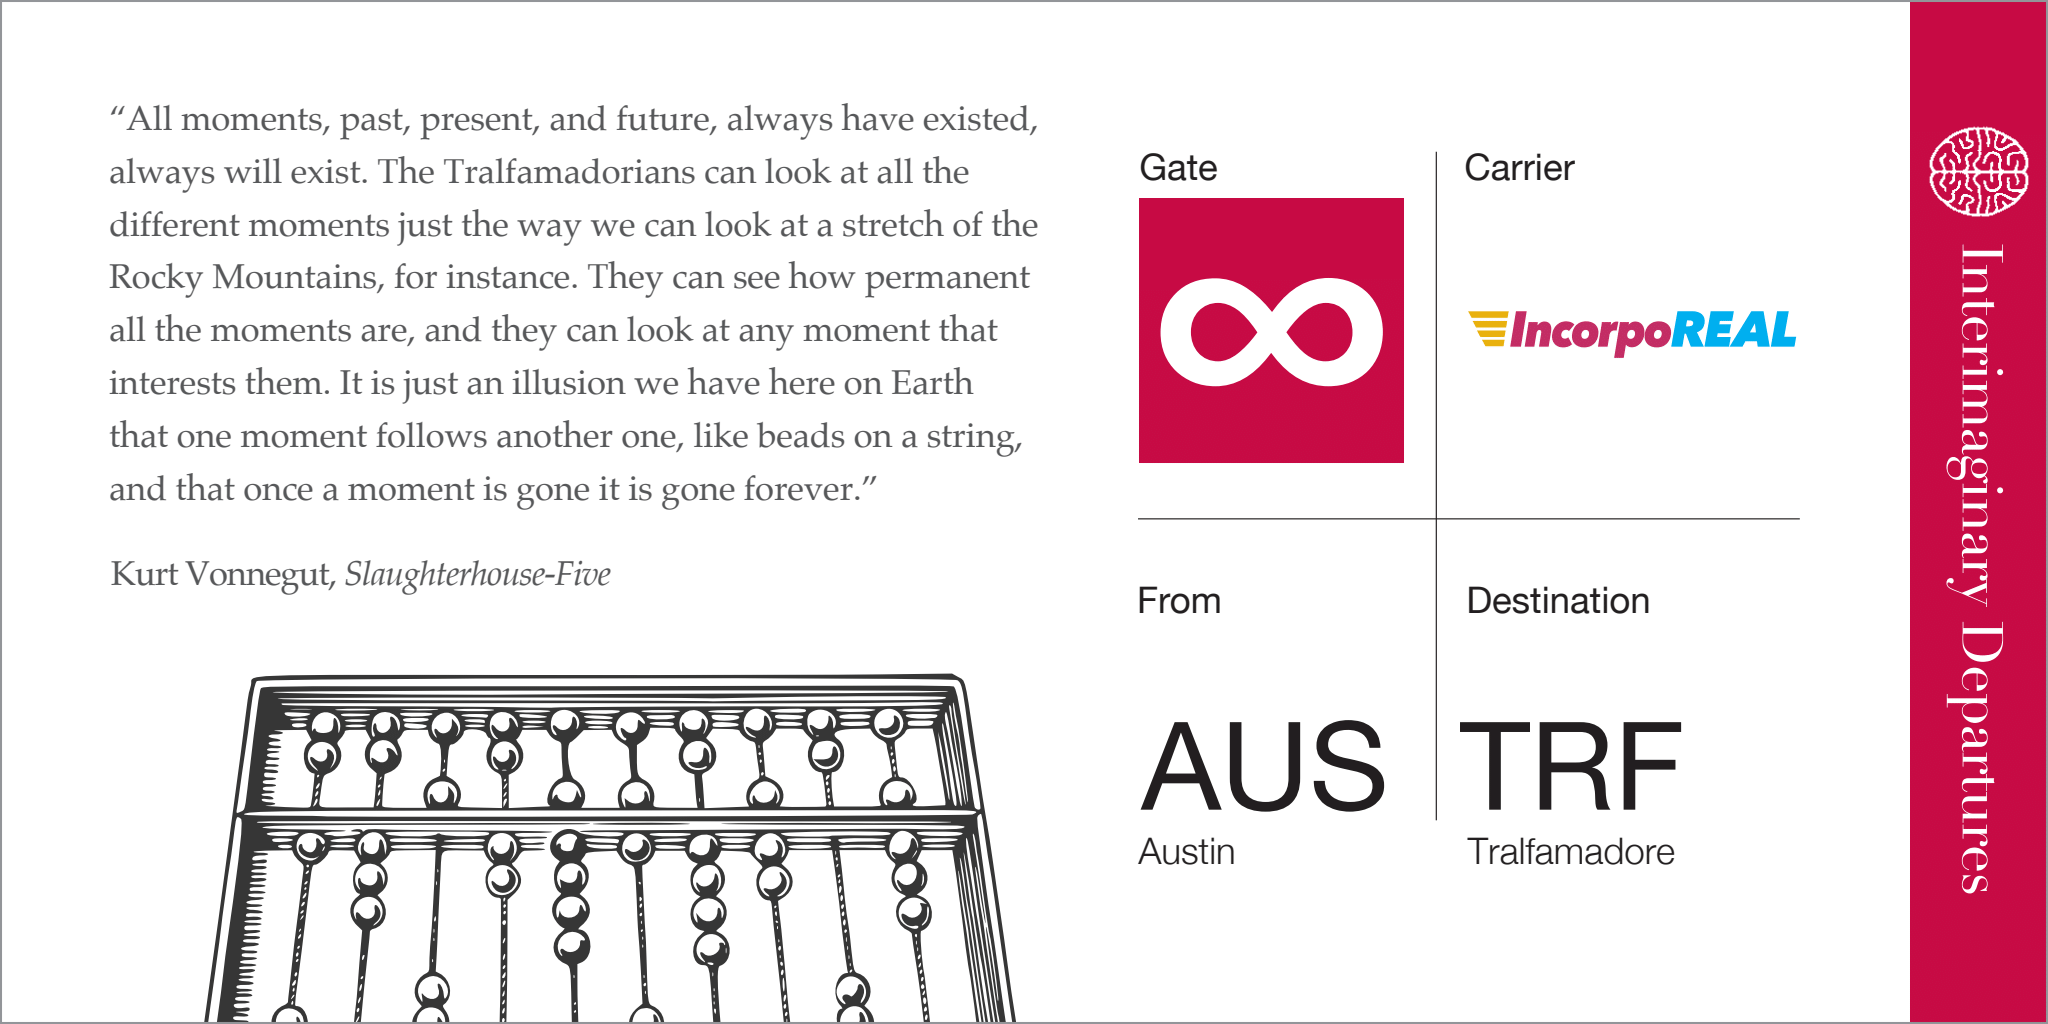 “All moments, past, present, and future, always have existed,
always will exist. The Tralfamadorians can look at all the
different moments just the way we can look at a stretch of the
Rocky Mountains, for instance. They can see how permanent
all the moments are, and they can look at any moment that
interests them. It is just an illusion we have here on Earth
that one moment follows another one, like beads on a string,
and that once a moment is gone it is gone forever.”
Kurt Vonnegut, Slaughterhouse-Five
Gate
∞
Carrier
IncorpoREAL
From
AUS
Austin
Destination
TRF
Tralfamadore
Interimaginary Departures